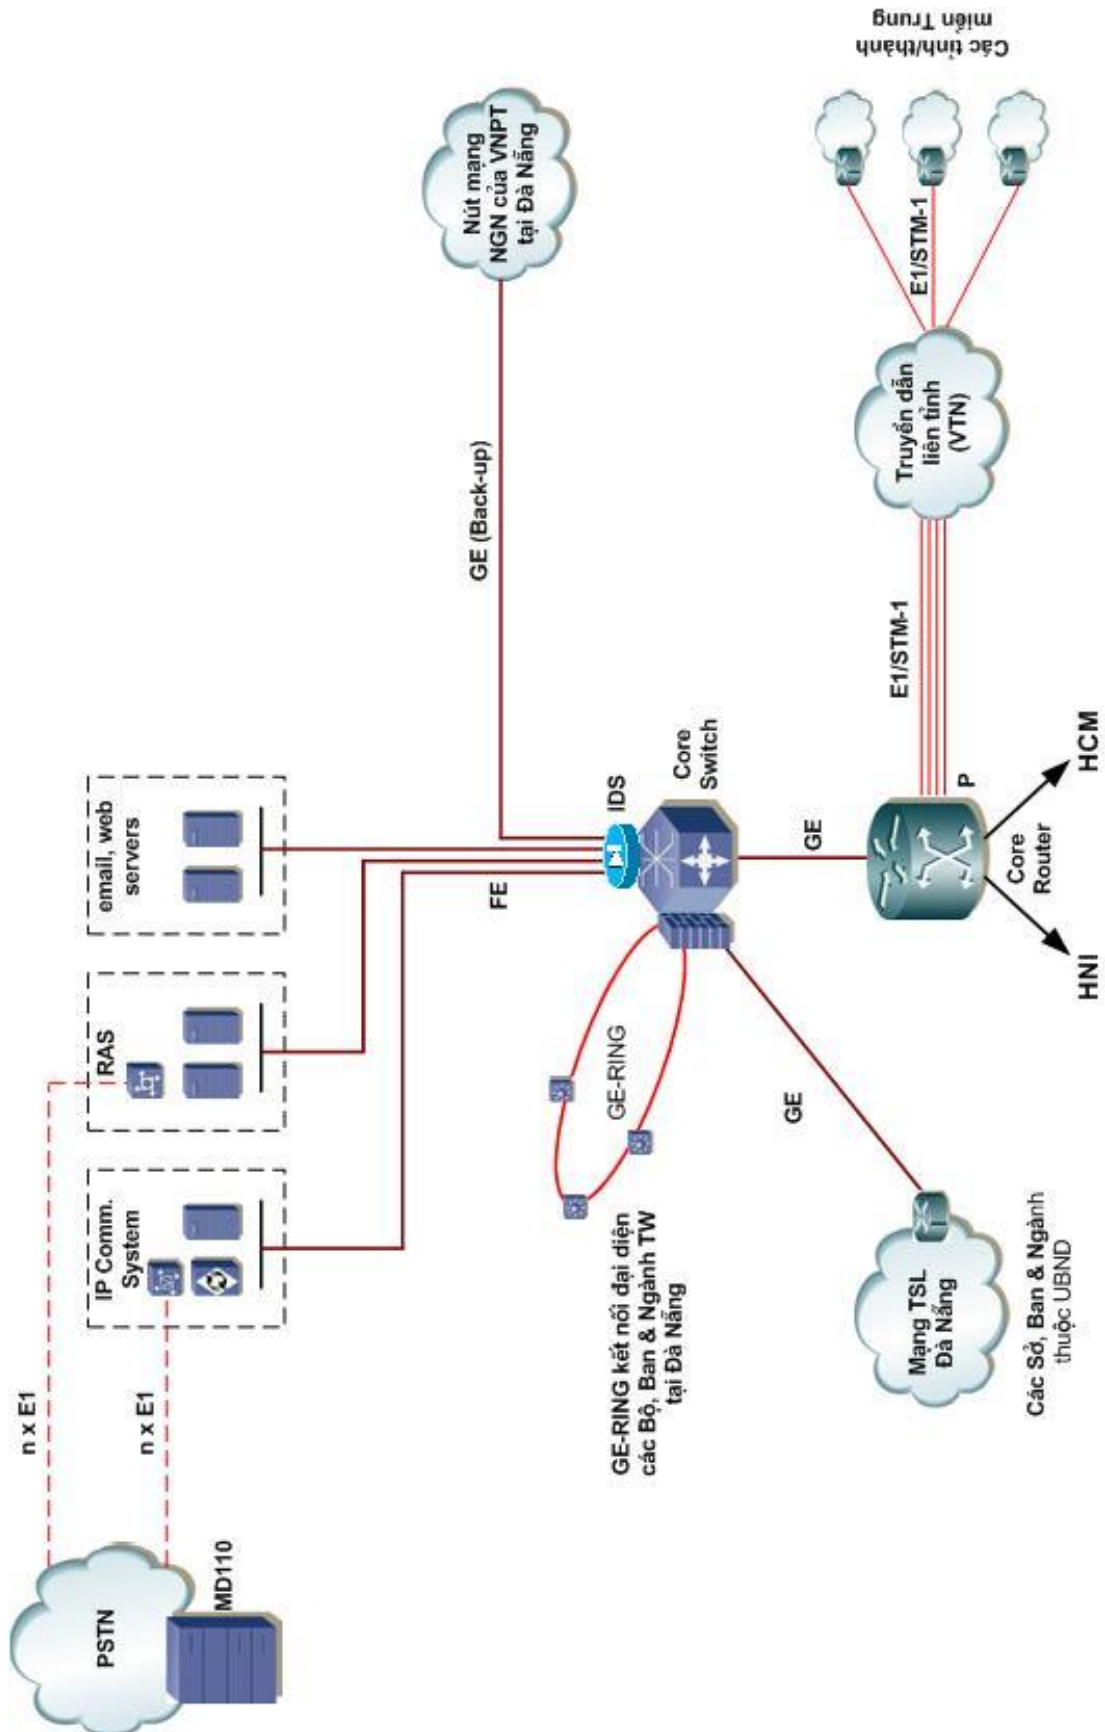 PSTN
MD110
n x E1
n x E1
IP Comm.
System
RAS
email, web
servers
Nút mạng
NGN của VNPT
tại Đà Nẵng
GE (Back-up)
FE
IDS
Core
Switch
GE-RING
GE-RING kết nối đại diện
các Bộ, Ban & Ngành TW
tại Đà Nẵng
GE
GE
Mạng TSL
Đà Nẵng
Các Sở, Ban & Ngành
thuộc UBND
P
Core
Router
HNI
HCM
E1/STM-1
Truyền dẫn
liên tỉnh
(VTN)
E1/STM-1
Các tỉnh/thành
miền Trung